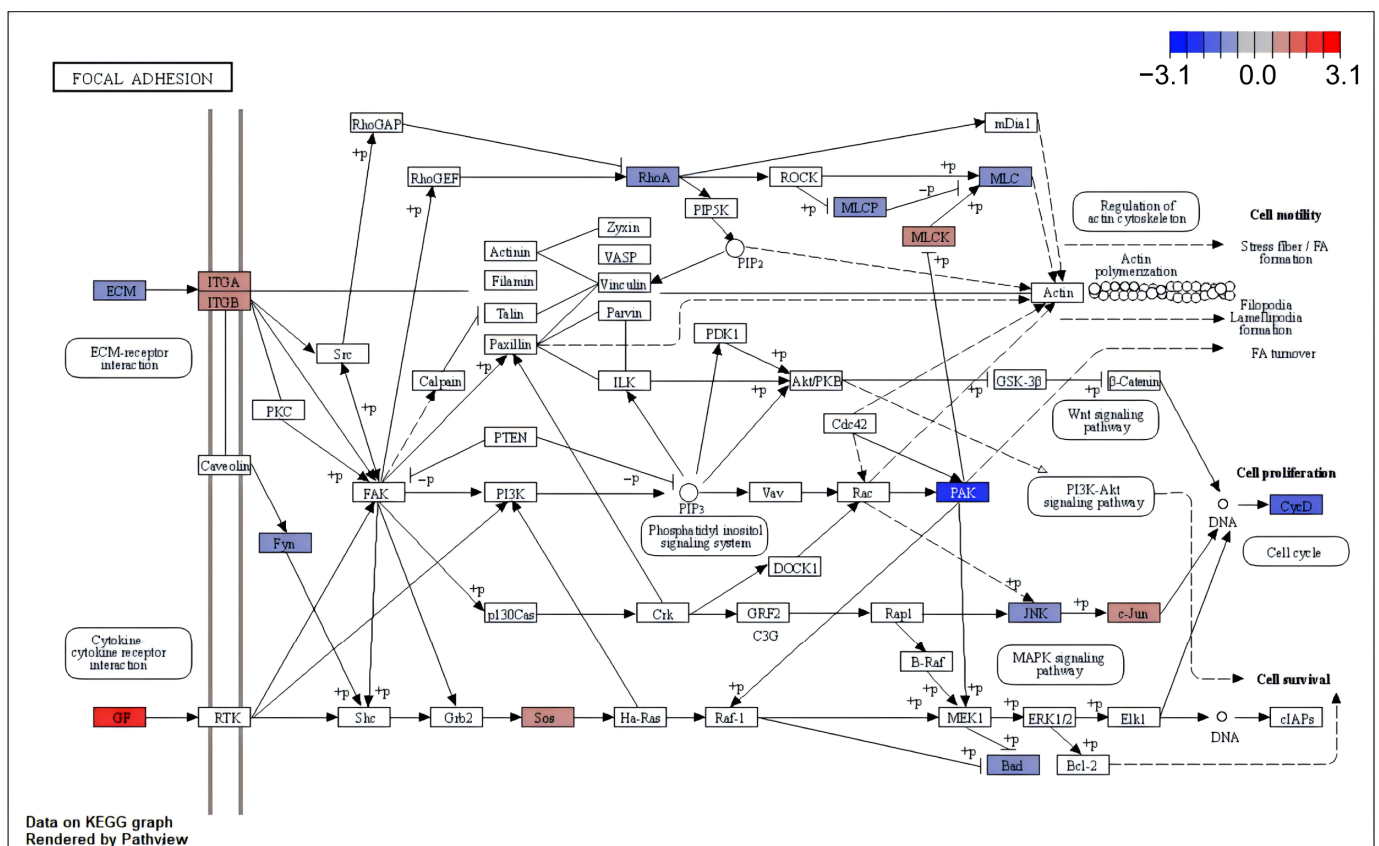 FOCAL ADHESION
−3.1 0.0 3.1
RhoGAP
mDia1
+p
RhoGEF
RhoA
ROCK
+p
MLC
+p
PIP5K
+p
MLCP
−p
+p
MLCK
+p
Regulation of
actin cytoskeleton
Cell motility
Stress fiber / FA
formation
Zyxin
Actinin
VASP
PIP2
Filamin
Vinculin
Actin
polymerization
Actin
ECM
ITGA
ITGB
Talin
Parvin
Filopodia
Lamellipodia
formation
FA turnover
ECM-receptor
interaction
Src
Paxillin
+p
PDK1
+p
Calpain
ILK
+p
Akt/PKB
GSK-3β
+p
+p
β-Catenin
PKC
+p
Cdc42
Wnt signaling
pathway
PTEN
Caveolin
+p
−p
−p
FAK
PI3K
PIP3
Vav
Rac
PAK
PI3K-Akt
signaling pathway
Cell proliferation
DNA
CycD
Fyn
Phosphatidyl inositol
signaling system
Cell cycle
DOCK1
+p
p130Cas
Crk
GRF2
C3G
Rap1
+p
JNK
+p
c-Jun
Cytokine
cytokine receptor
interaction
B-Raf
MAPK signaling
pathway
Cell survival
+p
+p
+p
+p
+p
GF
RTK
Shc
Grb2
Sos
Ha-Ras
Raf-1
MEK1
+p
ERK1/2
+p
Elk1
DNA
cIAPs
+p
+p
+p
Bad
Bcl-2
Data on KEGG graph
Rendered by Pathview